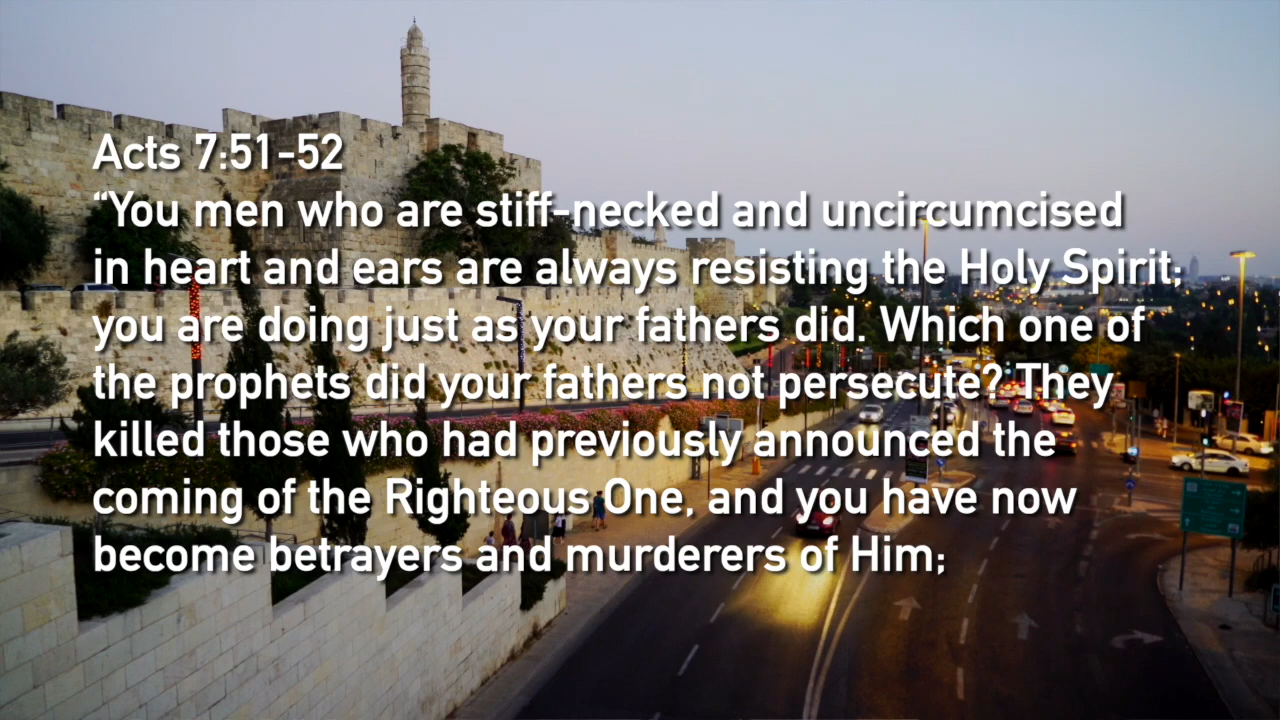 Acts 7:51-52
“You men who are stiff-necked and uncircumcised
in heart and ears are always resisting the Holy Spirit;
you are doing just as your fathers did. Which one of
the prophets did your fathers not persecute? They
killed those who had previously announced the
coming of the Righteous One, and you have now
become betrayers and murderers of Him;